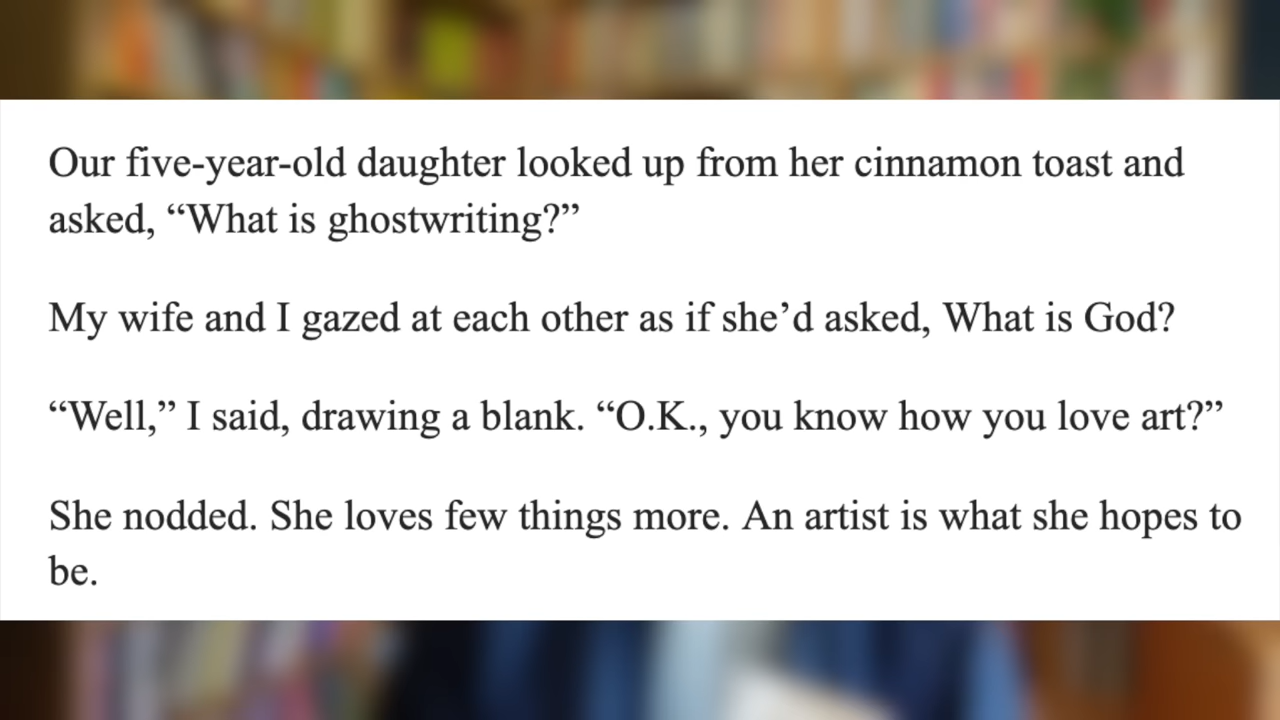 Our five-year-old daughter looked up from her cinnamon toast and
asked, “What is ghostwriting?”
My wife and I gazed at each other as if she’d asked, What is God?
“Well,” I said, drawing a blank. “O.K., you know how you love art?”
She nodded. She loves few things more. An artist is what she hopes to
be.